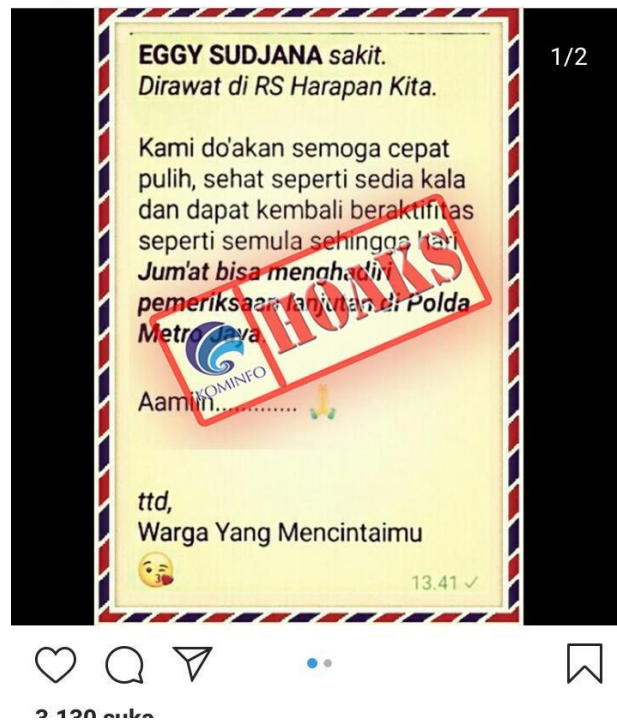 1/2
EGGY SUDJANA sakit.
Dirawat di RS Harapan Kita.
Kami do'akan semoga cepat
pulih, sehat seperti sedia kala
dan dapat kembali beraktifitas
seperti semula sehingga hari
Jum'at bisa menghadiri
pemeriksaan lanjutan di Polda
Metro Jaya.
HOAKS
KOMINFO
Aamiin.............
ttd,
Warga Yang Mencintaimu
13.41
3.130 suka